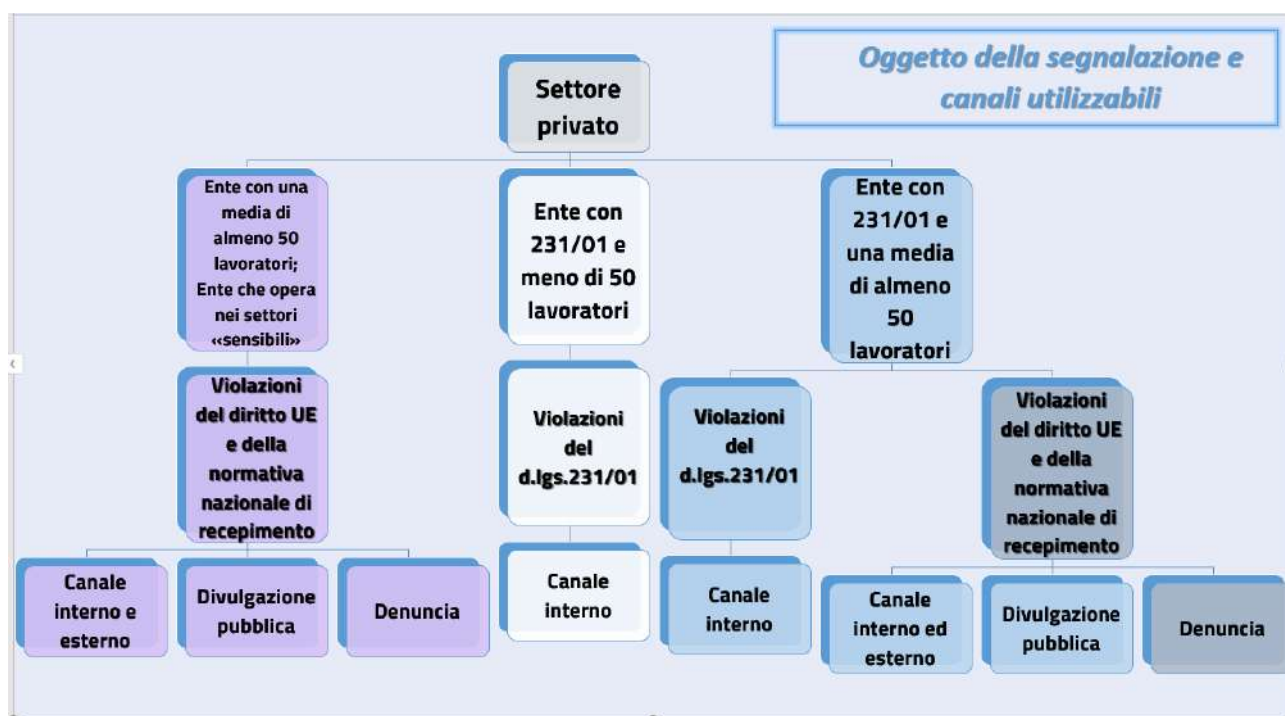 Oggetto della segnalazione e
canali utilizzabili
Settore
privato
Ente con una
media di
almeno 50
lavoratori;
Ente che opera
nei settori
«sensibili»
Ente con
231/01 e
meno di 50
lavoratori
Ente con
231/01 e
una media
di almeno
50
lavoratori
Violazioni
del diritto UE
e della
normativa
nazionale di
recepimento
Violazioni
del
d.lgs.231/01
Violazioni
del
d.lgs.231/01
Violazioni
del diritto UE
e della
normativa
nazionale di
recepimento
Canale
interno e
esterno
Divulgazione
pubblica
Denuncia
Canale
interno
Canale
interno
Canale
interno ed
esterno
Divulgazione
pubblica
Denuncia